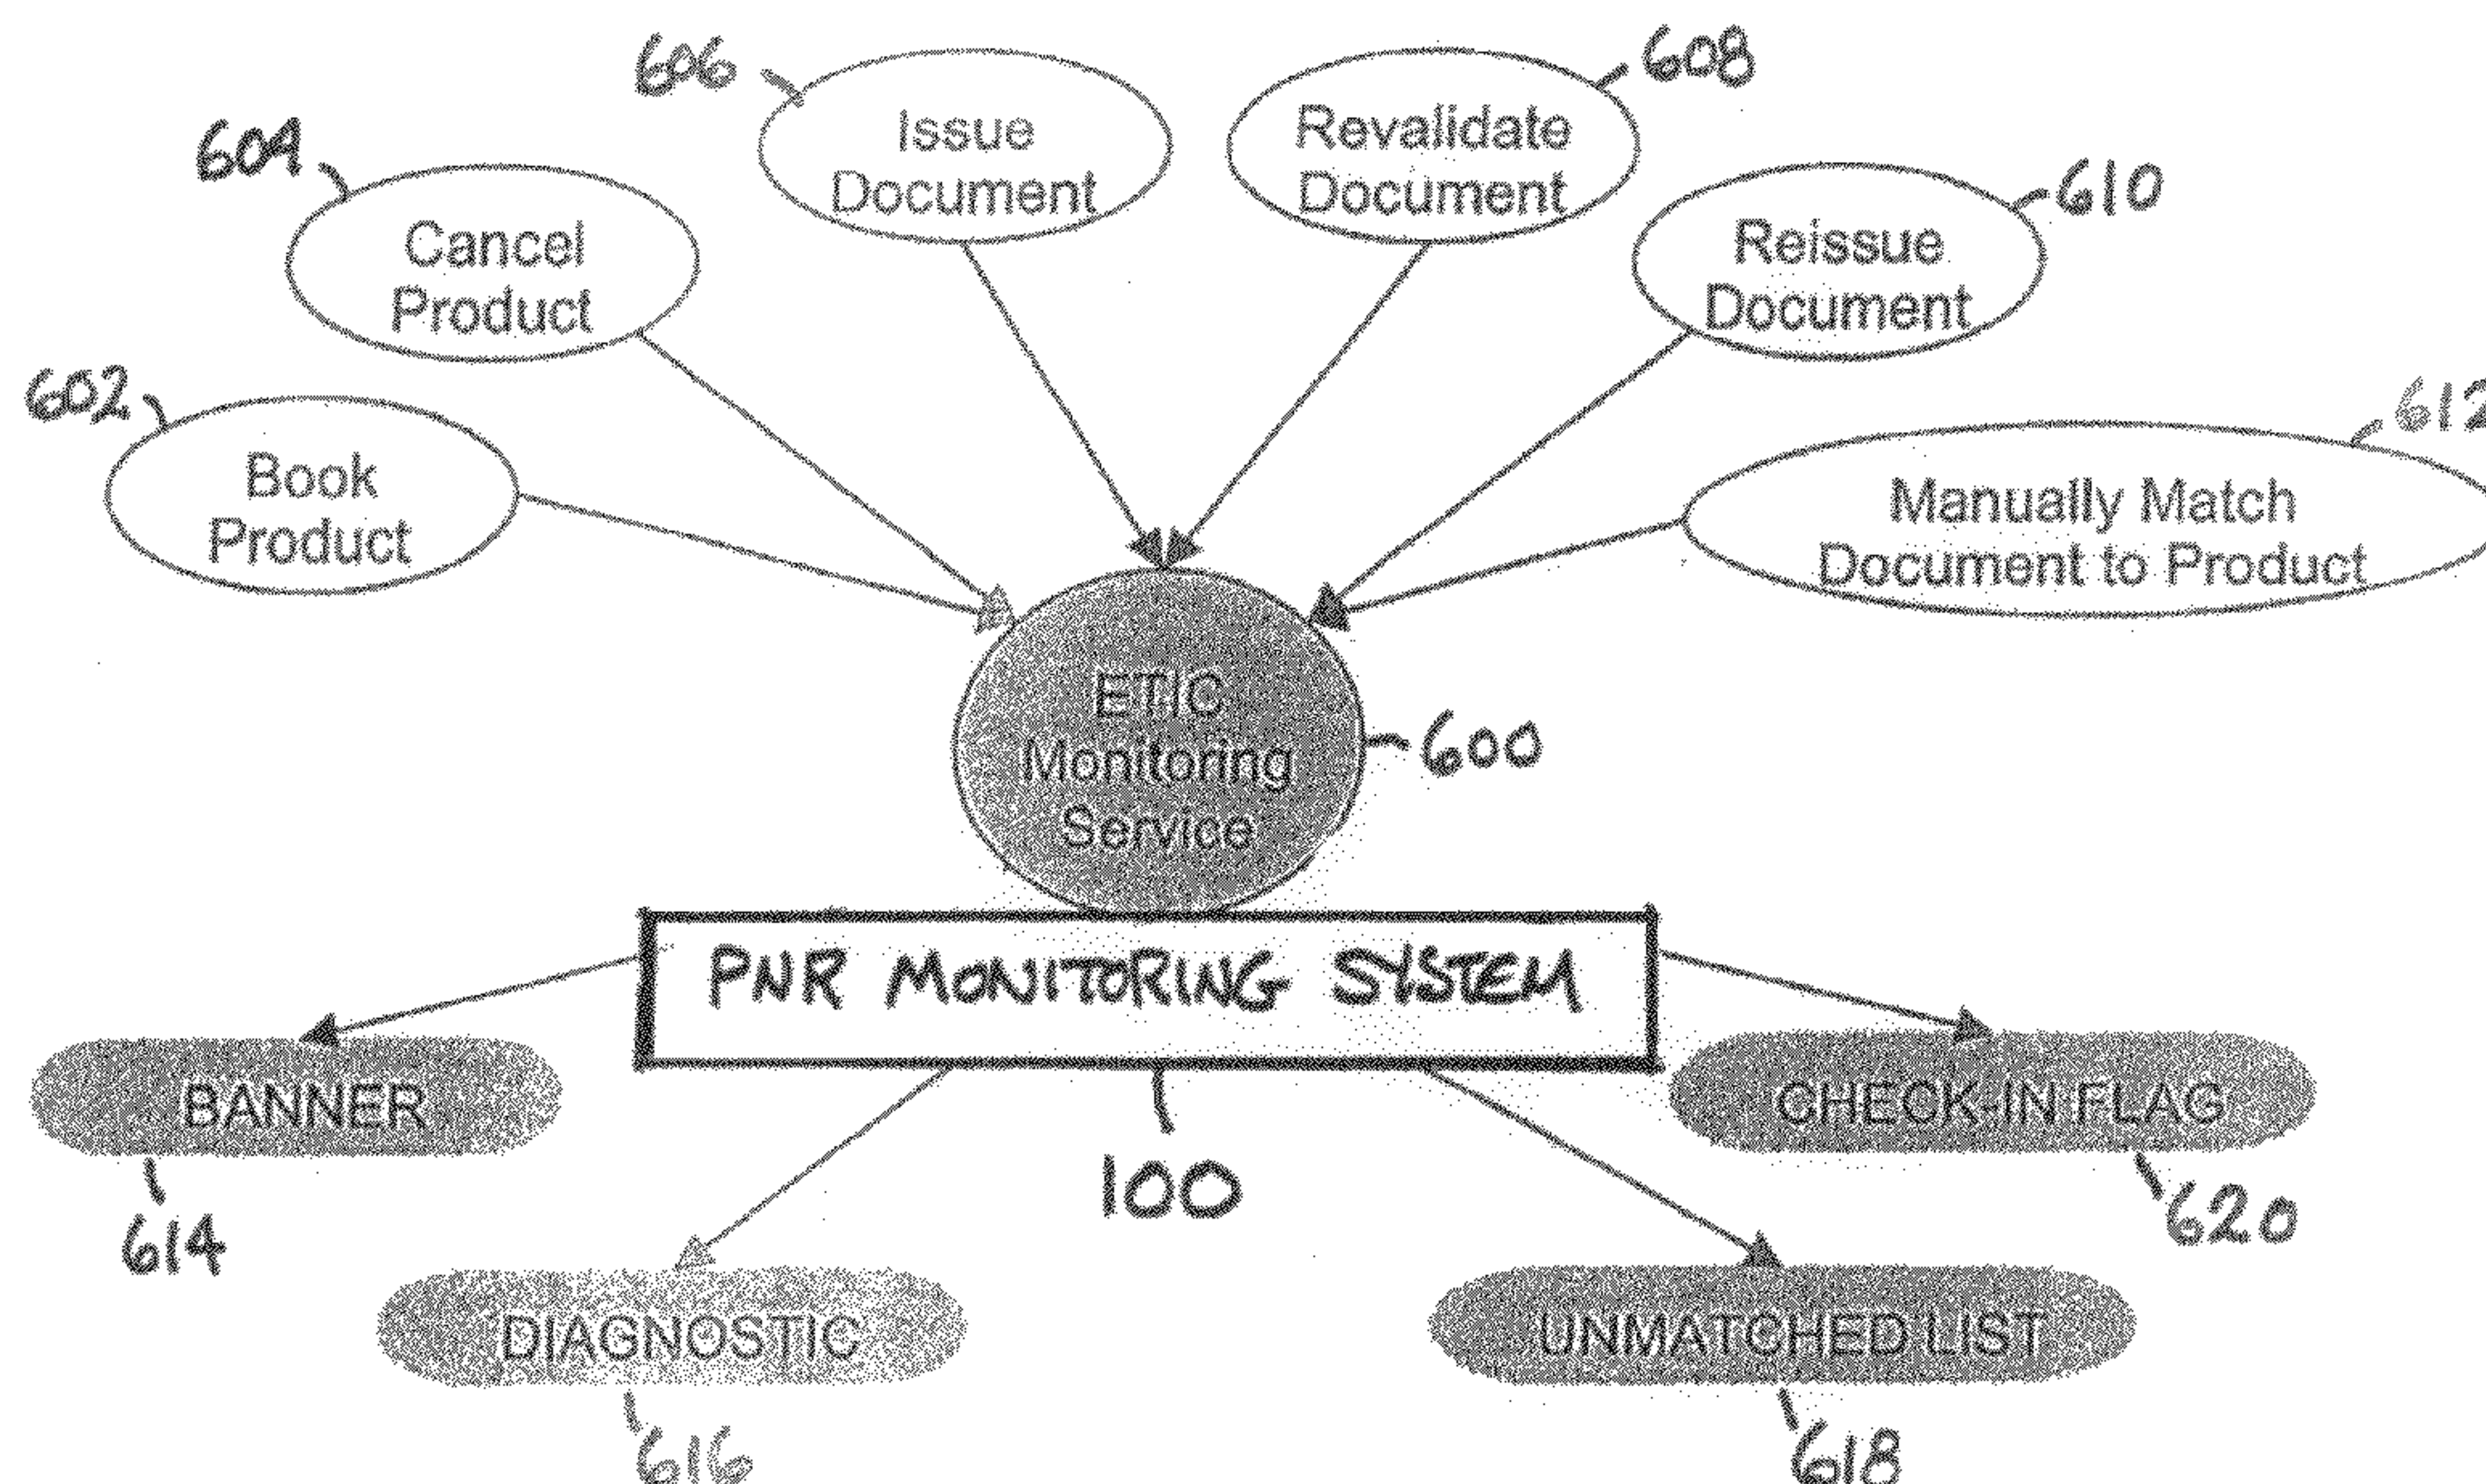 606
608
Issue
Document
Revalidate
Document
604
610
Cancel
Product
Reissue
Document
602
612
Book
Product
Manually Match
Document to Product
ETIC
Monitoring
Service
600
PNR MONITORING SYSTEM
BANNER
CHECK-IN FLAG
100
614
620
DIAGNOSTIC
UNMATCHED LIST
616
618